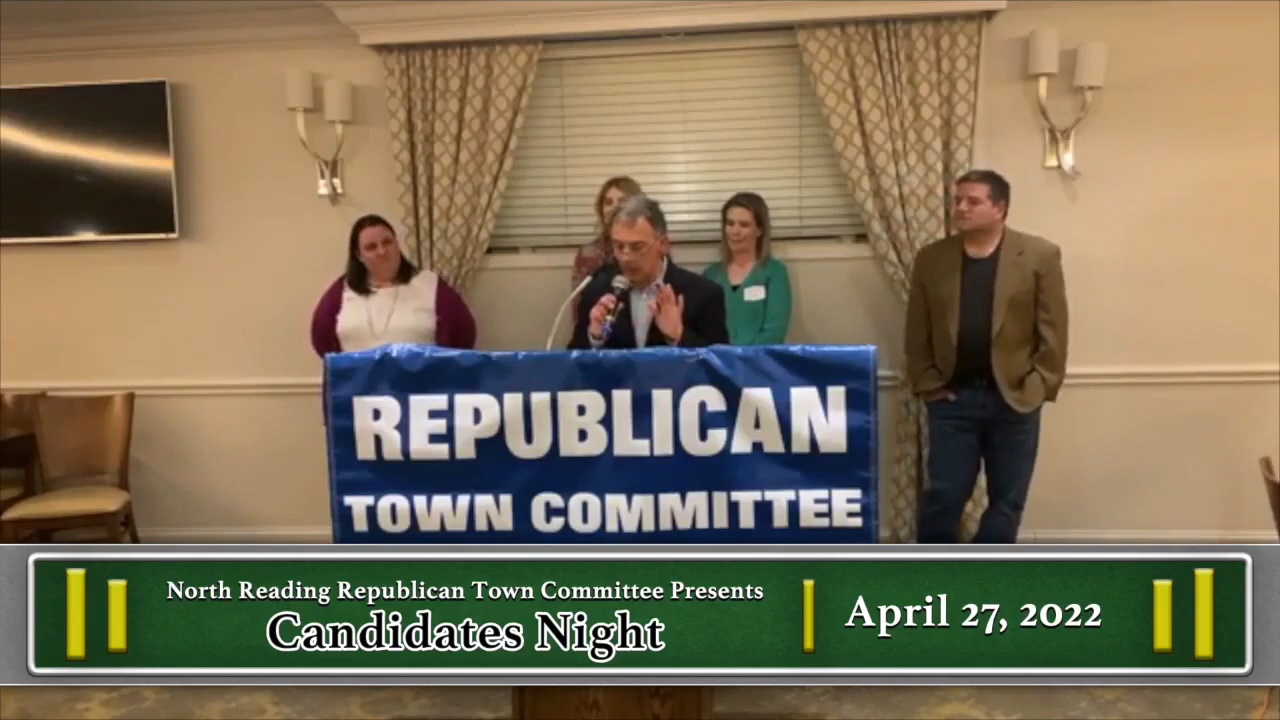 REPUBLICAN
TOWN COMMITTEE
North Reading Republican Town Committee Presents
Candidates Night
April 27, 2022